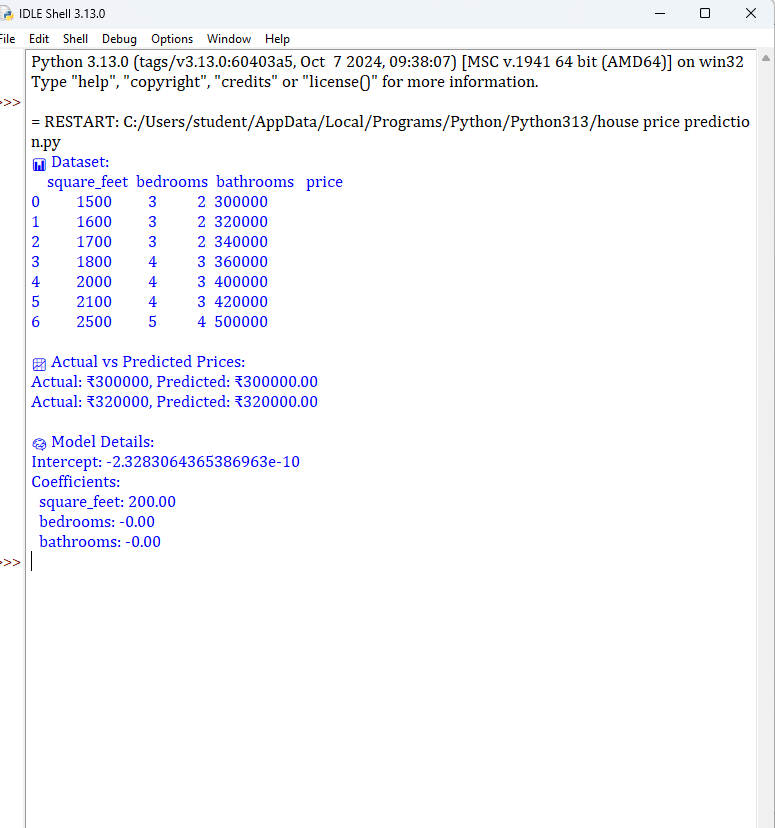 IDLE Shell 3.13.0
File Edit Shell Debug Options Window Help
Python 3.13.0 (tags/v3.13.0:60403a5, Oct  7 2024, 09:38:07) [MSC v.1941 64 bit (AMD64)] on win32
Type "help", "copyright", "credits" or "license()" for more information.
>>>
= RESTART: C:/Users/student/AppData/Local/Programs/Python/Python313/house price predictio
n.py
📊 Dataset:
square_feet bedrooms bathrooms price
0 1500 3 2 300000
1 1600 3 2 320000
2 1700 3 2 340000
3 1800 4 3 360000
4 2000 4 3 400000
5 2100 4 3 420000
6 2500 5 4 500000
📈 Actual vs Predicted Prices:
Actual: ₹300000, Predicted: ₹300000.00
Actual: ₹320000, Predicted: ₹320000.00
🧠 Model Details:
Intercept: -2.3283064365386963e-10
Coefficients:
square_feet: 200.00
bedrooms: -0.00
bathrooms: -0.00
>>>